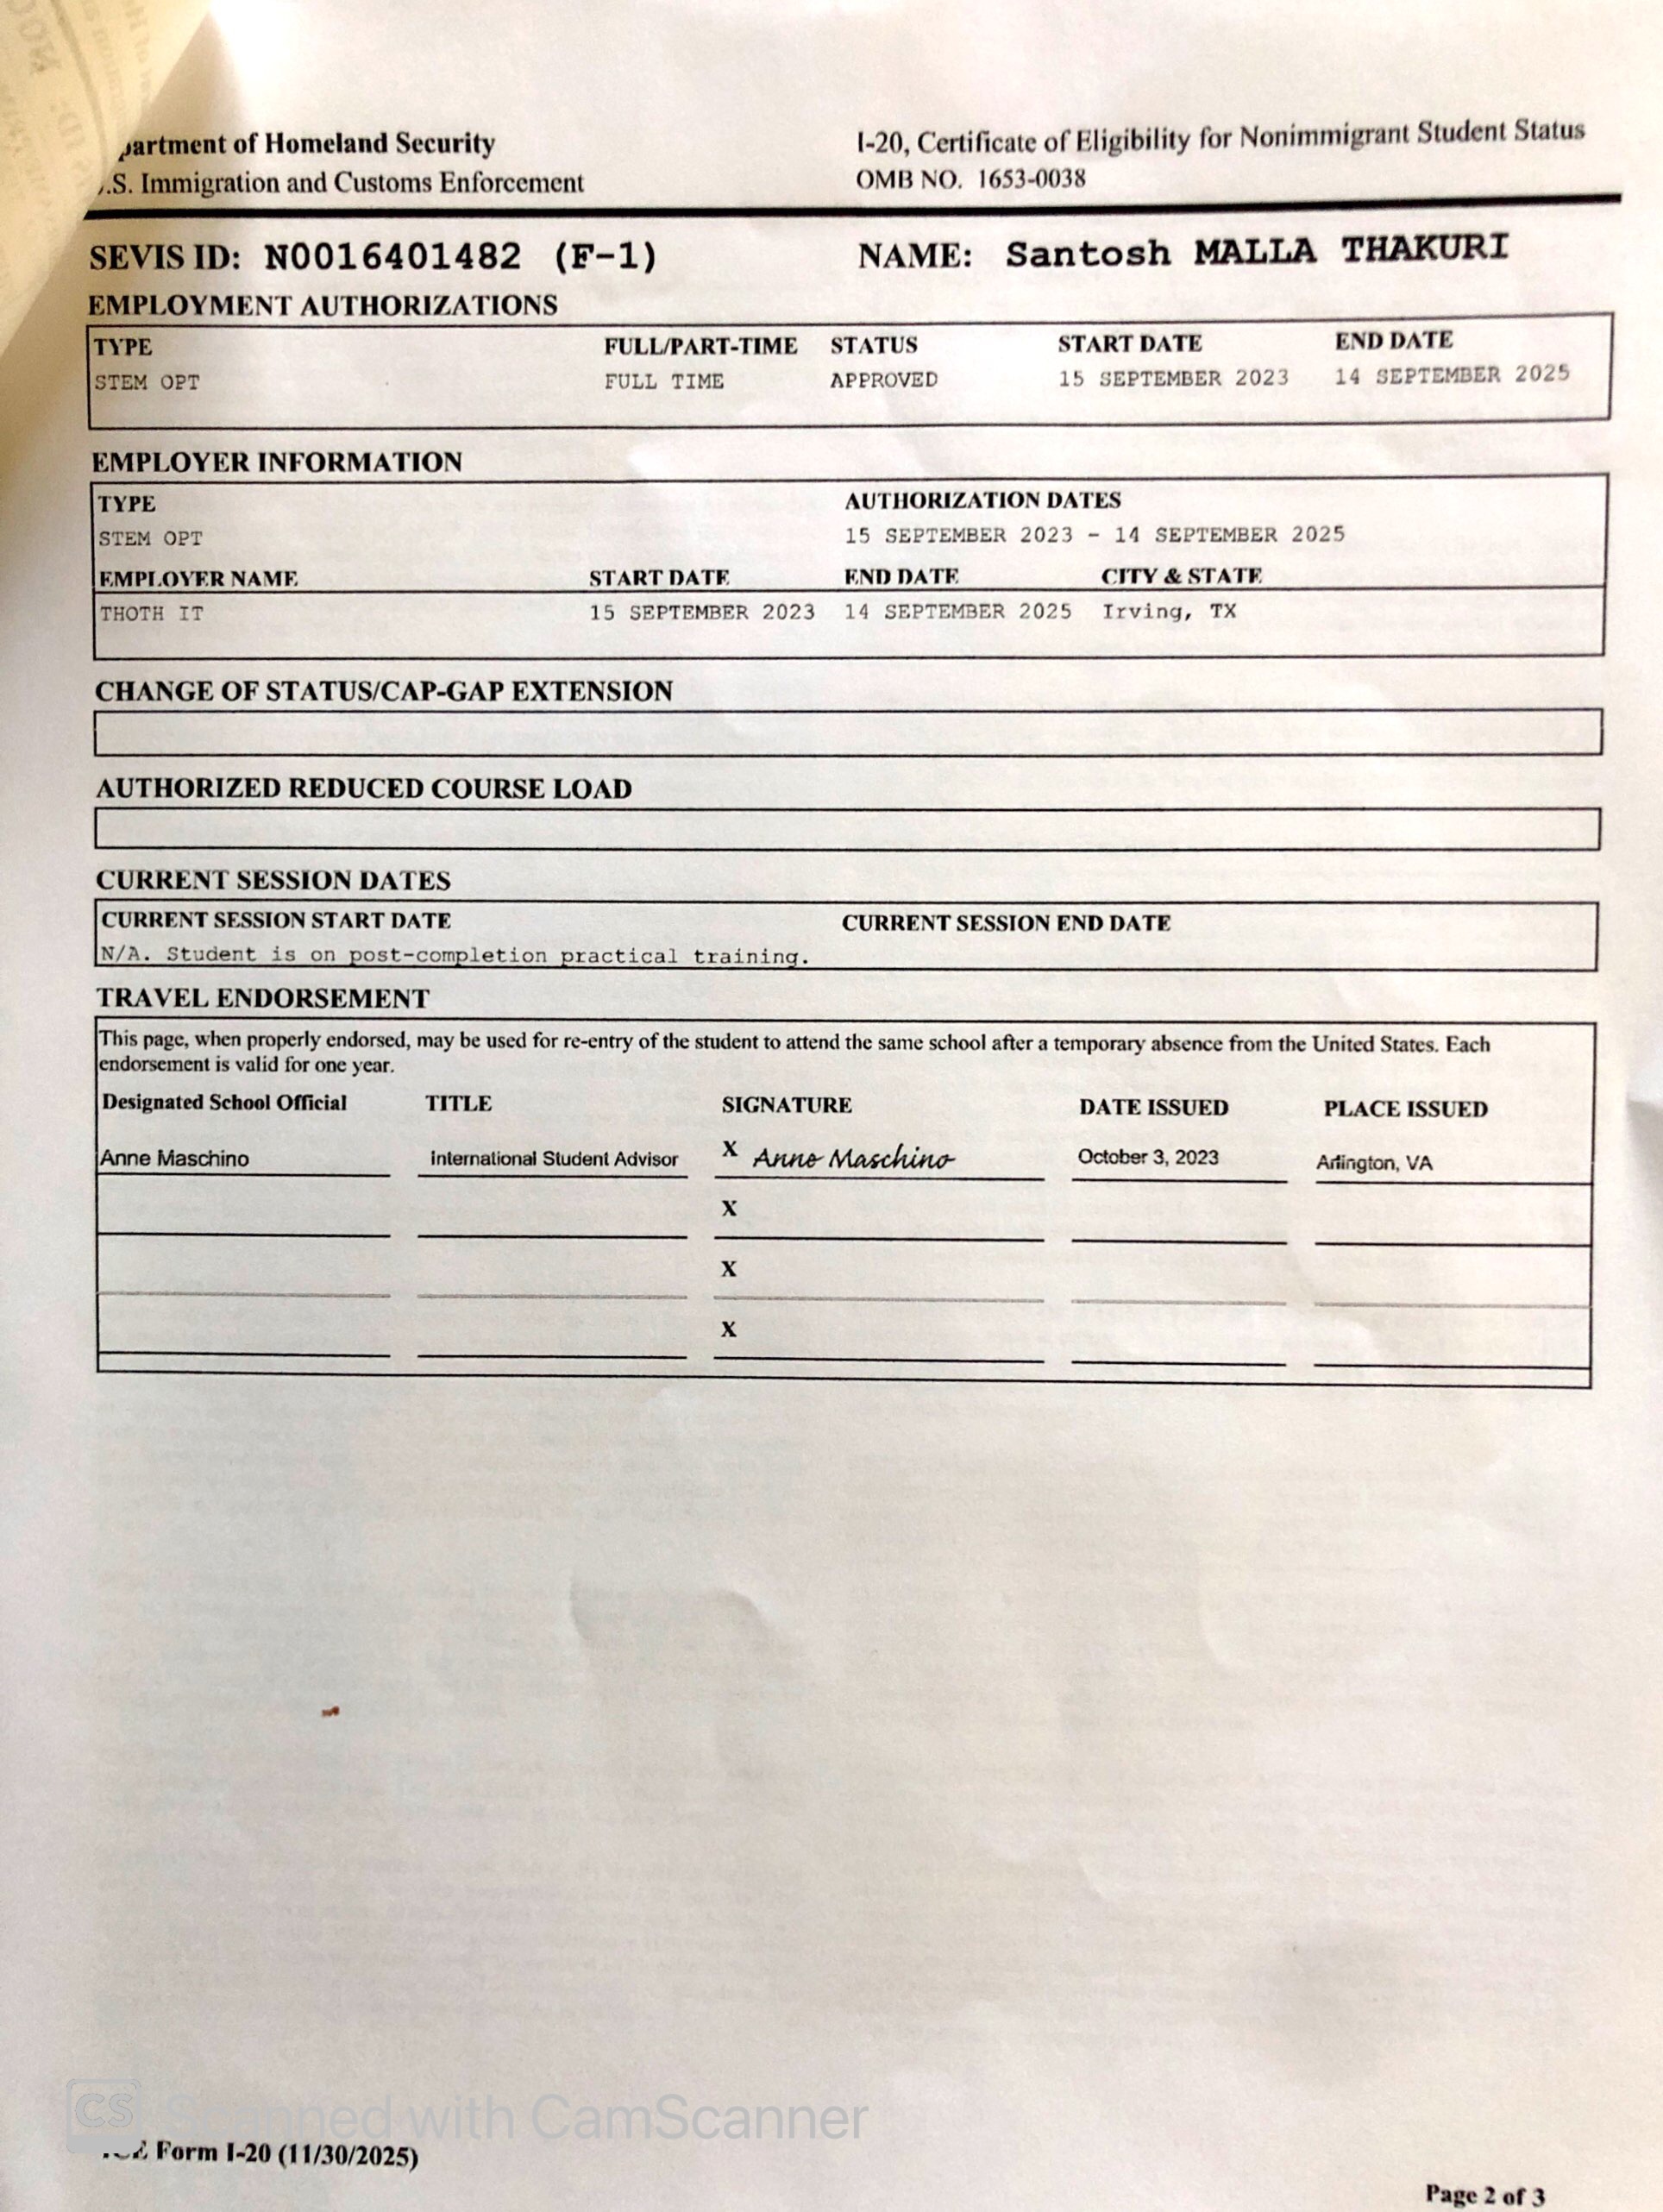 partment of Homeland Security
I-20, Certificate of Eligibility for Nonimmigrant Student Status
.S. Immigration and Customs Enforcement
OMB NO. 1653-0038
SEVIS ID: N0016401482 (F-1)
NAME: Santosh MALLA THAKURI
EMPLOYMENT AUTHORIZATIONS
TYPE FULL/PART-TIME STATUS START DATE END DATE
STEM OPT FULL TIME APPROVED 15 SEPTEMBER 2023 14 SEPTEMBER 2025
EMPLOYER INFORMATION
TYPE AUTHORIZATION DATES
STEM OPT 15 SEPTEMBER 2023 - 14 SEPTEMBER 2025
EMPLOYER NAME START DATE END DATE CITY & STATE
THOTH IT 15 SEPTEMBER 2023 14 SEPTEMBER 2025 Irving, TX
CHANGE OF STATUS/CAP-GAP EXTENSION
AUTHORIZED REDUCED COURSE LOAD
CURRENT SESSION DATES
CURRENT SESSION START DATE CURRENT SESSION END DATE
N/A. Student is on post-completion practical training.
TRAVEL ENDORSEMENT
This page, when properly endorsed, may be used for re-entry of the student to attend the same school after a temporary absence from the United States. Each
endorsement is valid for one year.
Designated School Official TITLE SIGNATURE DATE ISSUED PLACE ISSUED
Anne Maschino International Student Advisor X Anne Maschino October 3, 2023 Arlington, VA
X
X
X
CS Scanned with CamScanner
Form I-20 (11/30/2025)
Page 2 of 3